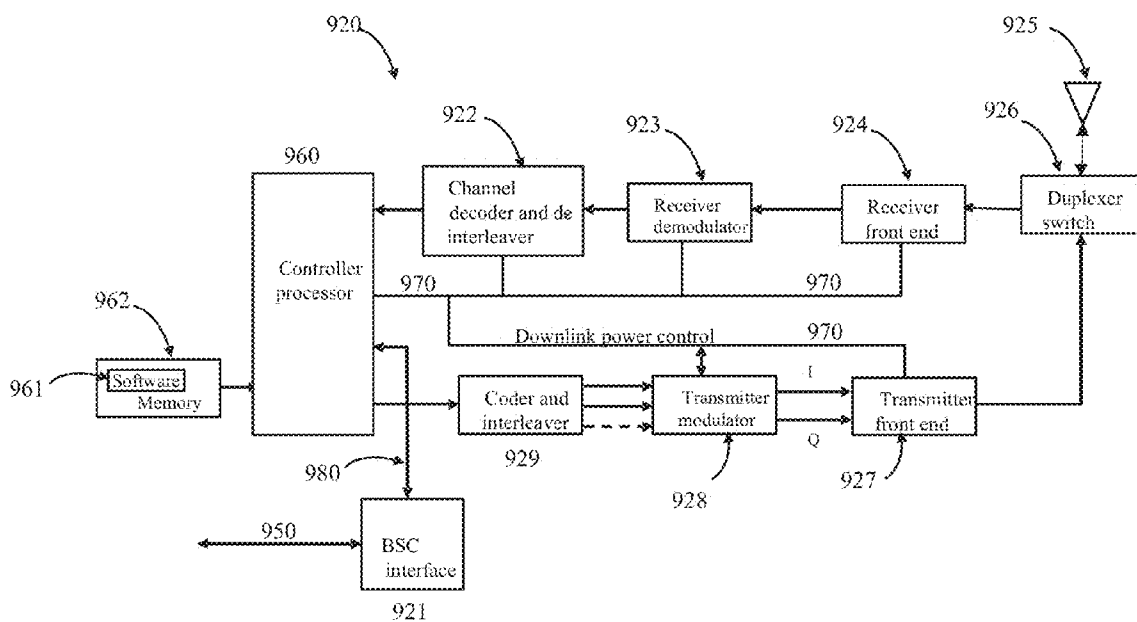 920
925
922
923
924
926
960
Channel
decoder and de
interleaver
Receiver
demodulator
Receiver
front end
Duplexer
switch
Controller
processor
970
970
962
Downlink power control
970
961
Software
Memory
Coder and
interleaver
Transmitter
modulator
I
Q
Transmitter
front end
929
980
928
927
950
BSC
interface
921